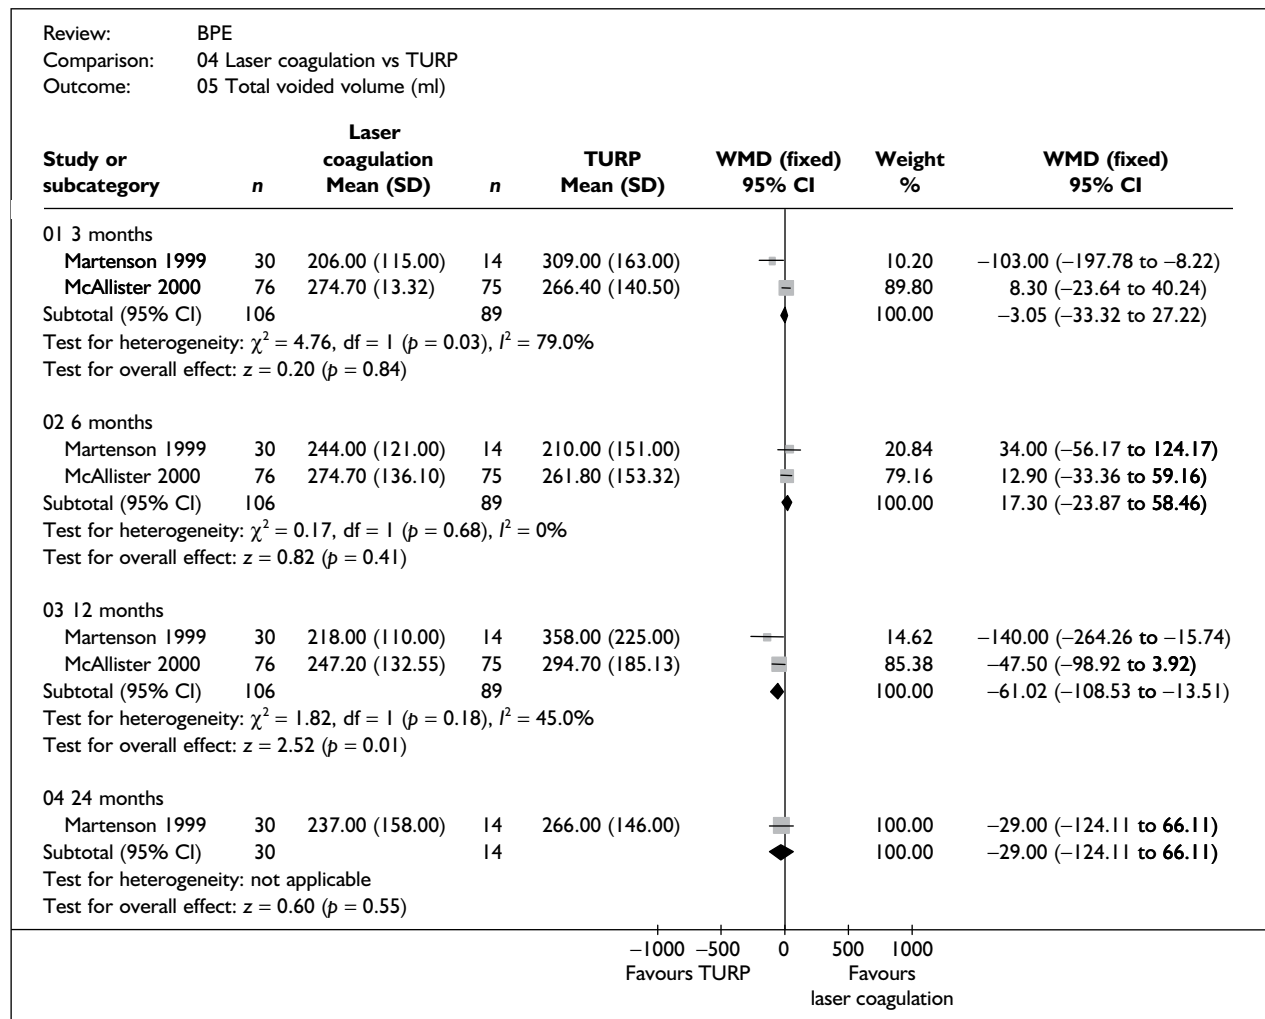 Review: BPE
Comparison: 04 Laser coagulation vs TURP
Outcome: 05 Total voided volume (ml)
Laser
Study or coagulation TURP WMD (fixed) Weight WMD (fixed)
subcategory n Mean (SD) n Mean (SD) 95% CI % 95% CI
01 3 months
Martenson 1999 30 206.00 (115.00) 14 309.00 (163.00) 10.20 −103.00 (−197.78 to −8.22)
McAllister 2000 76 274.70 (13.32) 75 266.40 (140.50) 89.80 8.30 (−23.64 to 40.24)
Subtotal (95% CI) 106 89 100.00 −3.05 (−33.32 to 27.22)
Test for heterogeneity: χ² = 4.76, df = 1 (p = 0.03), I² = 79.0%
Test for overall effect: z = 0.20 (p = 0.84)
02 6 months
Martenson 1999 30 244.00 (121.00) 14 210.00 (151.00) 20.84 34.00 (−56.17 to 124.17)
McAllister 2000 76 274.70 (136.10) 75 261.80 (153.32) 79.16 12.90 (−33.36 to 59.16)
Subtotal (95% CI) 106 89 100.00 17.30 (−23.87 to 58.46)
Test for heterogeneity: χ² = 0.17, df = 1 (p = 0.68), I² = 0%
Test for overall effect: z = 0.82 (p = 0.41)
03 12 months
Martenson 1999 30 218.00 (110.00) 14 358.00 (225.00) 14.62 −140.00 (−264.26 to −15.74)
McAllister 2000 76 247.20 (132.55) 75 294.70 (185.13) 85.38 −47.50 (−98.92 to 3.92)
Subtotal (95% CI) 106 89 100.00 −61.02 (−108.53 to −13.51)
Test for heterogeneity: χ² = 1.82, df = 1 (p = 0.18), I² = 45.0%
Test for overall effect: z = 2.52 (p = 0.01)
04 24 months
Martenson 1999 30 237.00 (158.00) 14 266.00 (146.00) 100.00 −29.00 (−124.11 to 66.11)
Subtotal (95% CI) 30 14 100.00 −29.00 (−124.11 to 66.11)
Test for heterogeneity: not applicable
Test for overall effect: z = 0.60 (p = 0.55)
−1000 −500 0 500 1000
Favours TURP Favours
laser coagulation